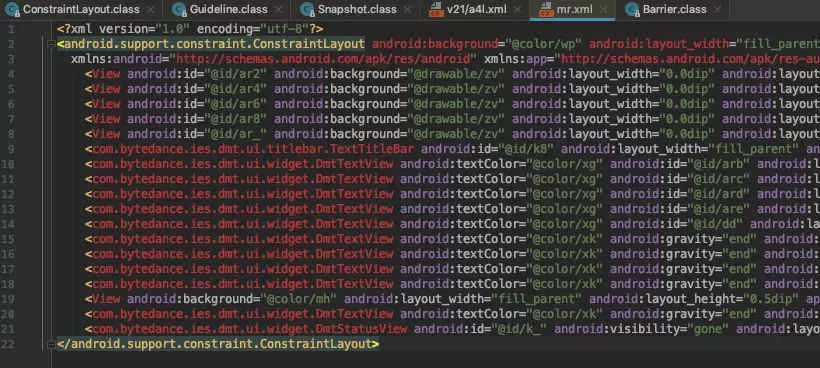 ConstraintLayout.class × Guideline.class × Snapshot.class × v21/a4l.xml × mr.xml × Barrier.class ×
1 <?xml version="1.0" encoding="utf-8"?>
2 <android.support.constraint.ConstraintLayout android:background="@color/wp" android:layout_width="fill_parent"
3 xmlns:android="http://schemas.android.com/apk/res/android" xmlns:app="http://schemas.android.com/apk/res-au
4 <View android:id="@id/ar2" android:background="@drawable/zv" android:layout_width="0.0dip" android:layout
5 <View android:id="@id/ar4" android:background="@drawable/zv" android:layout_width="0.0dip" android:layout
6 <View android:id="@id/ar6" android:background="@drawable/zv" android:layout_width="0.0dip" android:layout
7 <View android:id="@id/ar8" android:background="@drawable/zv" android:layout_width="0.0dip" android:layout
8 <View android:id="@id/ar_" android:background="@drawable/zv" android:layout_width="0.0dip" android:layout
9 <com.bytedance.ies.dmt.ui.titlebar.TextTitleBar android:id="@id/k8" android:layout_width="fill_parent" an
10 <com.bytedance.ies.dmt.ui.widget.DmtTextView android:textColor="@color/xg" android:id="@id/arb" android:l
11 <com.bytedance.ies.dmt.ui.widget.DmtTextView android:textColor="@color/xg" android:id="@id/arc" android:l
12 <com.bytedance.ies.dmt.ui.widget.DmtTextView android:textColor="@color/xg" android:id="@id/ard" android:l
13 <com.bytedance.ies.dmt.ui.widget.DmtTextView android:textColor="@color/xg" android:id="@id/are" android:l
14 <com.bytedance.ies.dmt.ui.widget.DmtTextView android:textColor="@color/xg" android:id="@id/dd" android:la
15 <com.bytedance.ies.dmt.ui.widget.DmtTextView android:textColor="@color/xk" android:gravity="end" android:
16 <com.bytedance.ies.dmt.ui.widget.DmtTextView android:textColor="@color/xk" android:gravity="end" android:
17 <com.bytedance.ies.dmt.ui.widget.DmtTextView android:textColor="@color/xk" android:gravity="end" android:
18 <com.bytedance.ies.dmt.ui.widget.DmtTextView android:textColor="@color/xk" android:gravity="end" android:
19 <View android:background="@color/mh" android:layout_width="fill_parent" android:layout_height="0.5dip" ap
20 <com.bytedance.ies.dmt.ui.widget.DmtTextView android:textColor="@color/xk" android:gravity="end" android:
21 <com.bytedance.ies.dmt.ui.widget.DmtStatusView android:id="@id/k_" android:visibility="gone" android:layo
22 </android.support.constraint.ConstraintLayout>